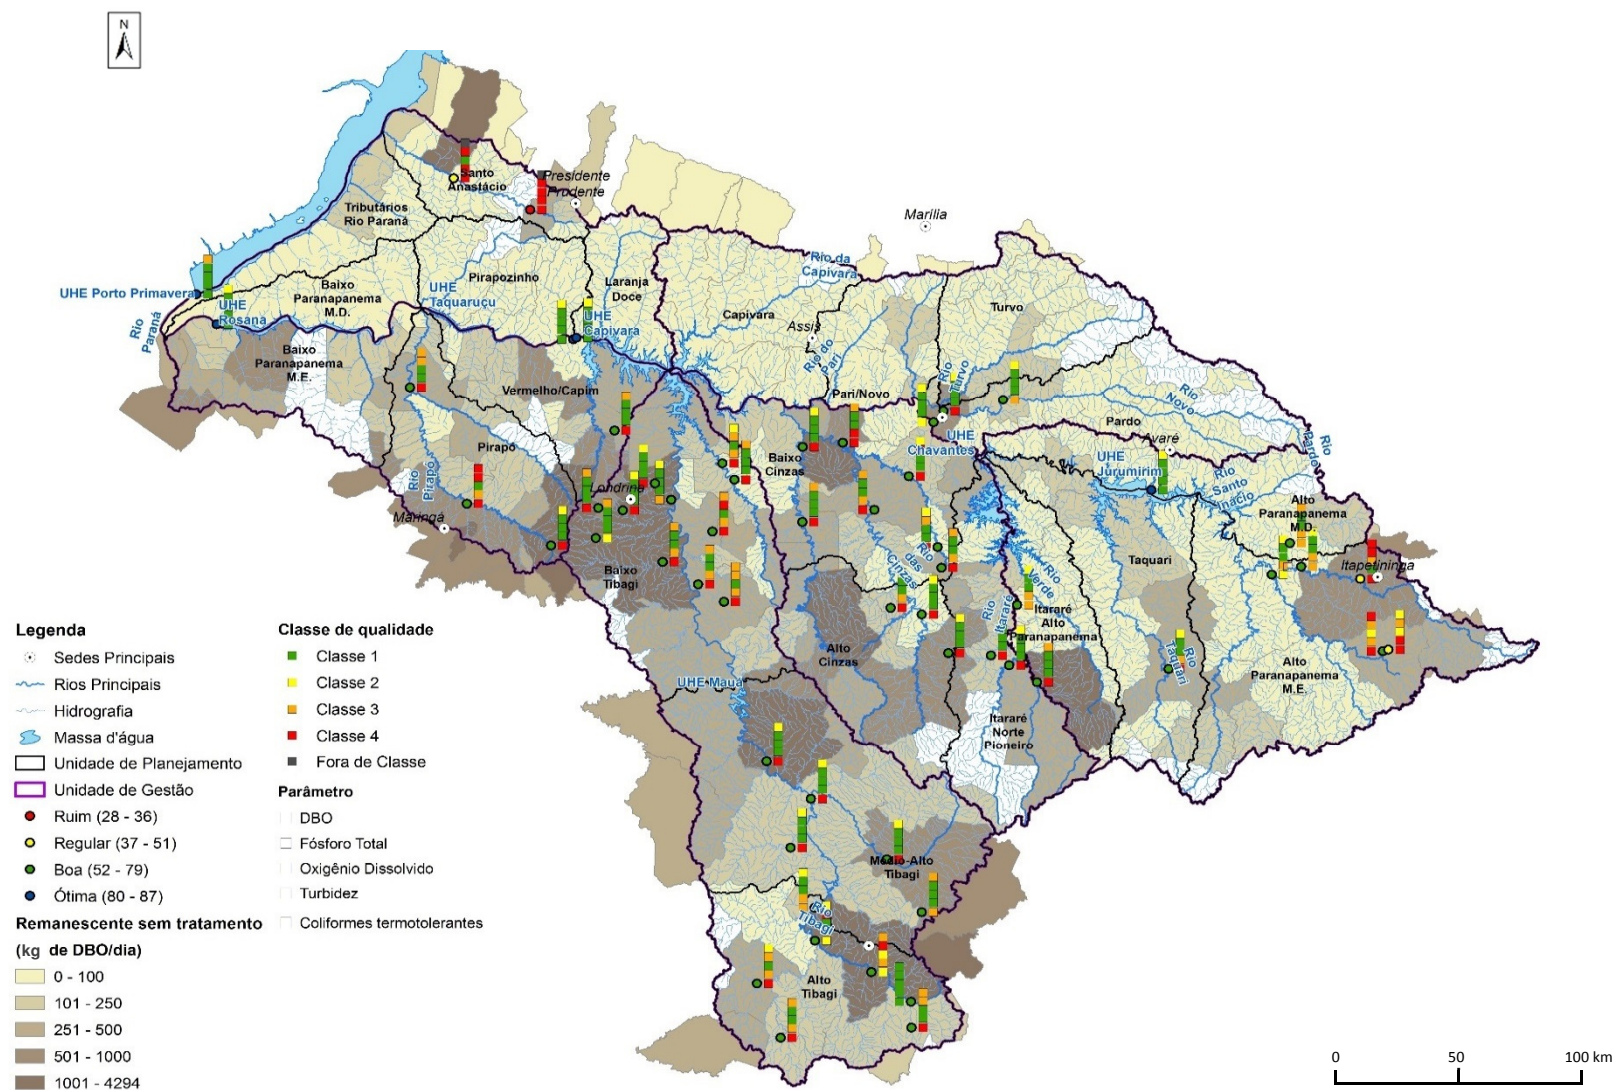 N
Santo
Anastácio
Presidente
Prudente
Tributários
Rio Paraná
Marília
Rio da
Capivara
UHE Porto Primavera
UHE
Rosana
Rio
Paraná
Baixo
Paranapanema
M.D.
UHE
Taquaruçu
Pirapozinho
Laranja
Doce
UHE
Capivara
Capivara
Assis
Rio do
Pari
Turvo
Baixo
Paranapanema
M.E.
Vermelho/Capim
Pari/Novo
Rio
Turvo
Rio
Novo
Pardo
Avaré
Rio
Pardo
UHE
Chavantes
UHE
Jurumirim
Rio
Santo
Inácio
Pirapó
Rio
Pirapó
Maringá
Londrina
Baixo
Cinzas
Alto
Paranapanema
M.D.
Itapetininga
Baixo
Tibagi
Rio
das
Cinzas
Rio
Verde
Taquari
Rio
Itararé
Itararé
Alto
Paranapanema
Rio
Taquari
Alto
Paranapanema
M.E.
Alto
Cinzas
UHE Mauá
Itararé
Norte
Pioneiro
Médio-Alto
Tibagi
Rio
Tibagi
Alto
Tibagi
Legenda
Sedes Principais
Rios Principais
Hidrografia
Massa d'água
Unidade de Planejamento
Unidade de Gestão
Ruim (28 - 36)
Regular (37 - 51)
Boa (52 - 79)
Ótima (80 - 87)
Remanescente sem tratamento
(kg de DBO/dia)
0 - 100
101 - 250
251 - 500
501 - 1000
1001 - 4294
Classe de qualidade
Classe 1
Classe 2
Classe 3
Classe 4
Fora de Classe
Parâmetro
DBO
Fósforo Total
Oxigênio Dissolvido
Turbidez
Coliformes termotolerantes
0 50 100 km